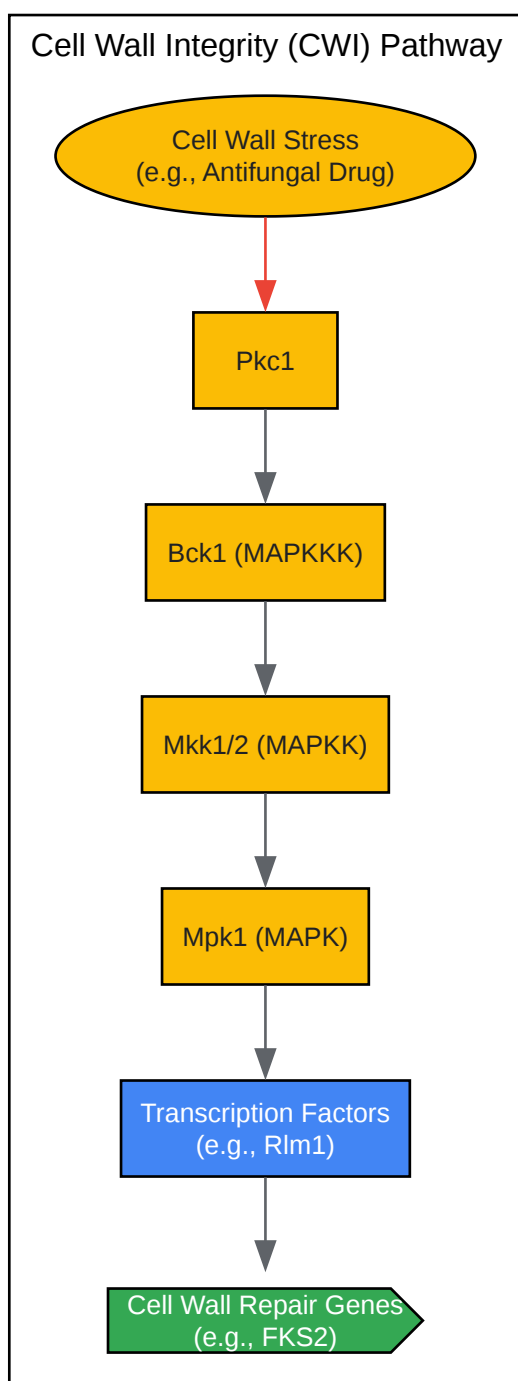 Cell Wall Integrity (CWI) Pathway
Cell Wall Stress
(e.g., Antifungal Drug)
Pkc1
Bck1 (MAPKKK)
Mkk1/2 (MAPKK)
Mpk1 (MAPK)
Transcription Factors
(e.g., Rlm1)
Cell Wall Repair Genes
(e.g., FKS2)